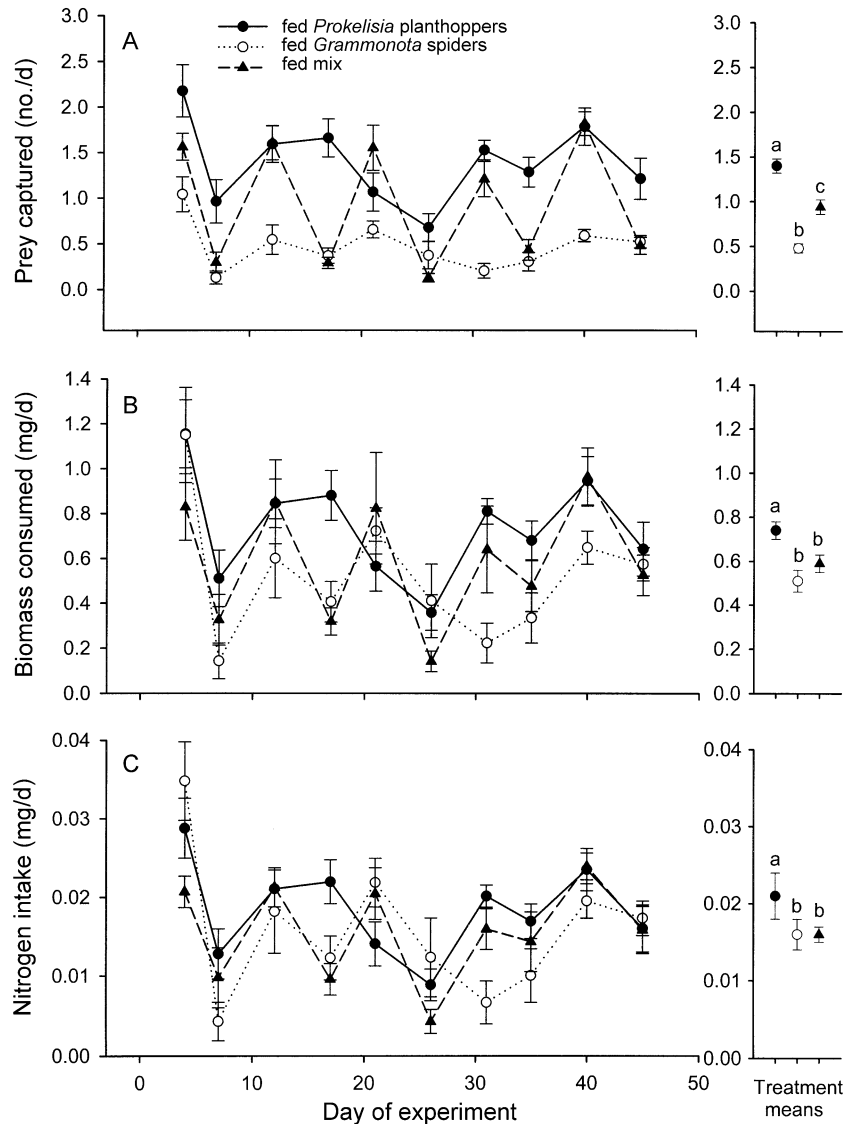 A
fed Prokelisia planthoppers
fed Grammonota spiders
fed mix
Prey captured (no./d)
3.0
2.5
2.0
1.5
1.0
0.5
0.0
3.0
2.5
2.0
1.5
1.0
0.5
0.0
a
b
c
B
Biomass consumed (mg/d)
1.4
1.2
1.0
0.8
0.6
0.4
0.2
0.0
1.4
1.2
1.0
0.8
0.6
0.4
0.2
0.0
a
b
b
C
Nitrogen intake (mg/d)
0.04
0.03
0.02
0.01
0.00
0.04
0.03
0.02
0.01
0.00
a
b
b
0
10
20
30
40
50
Day of experiment
Treatment
means